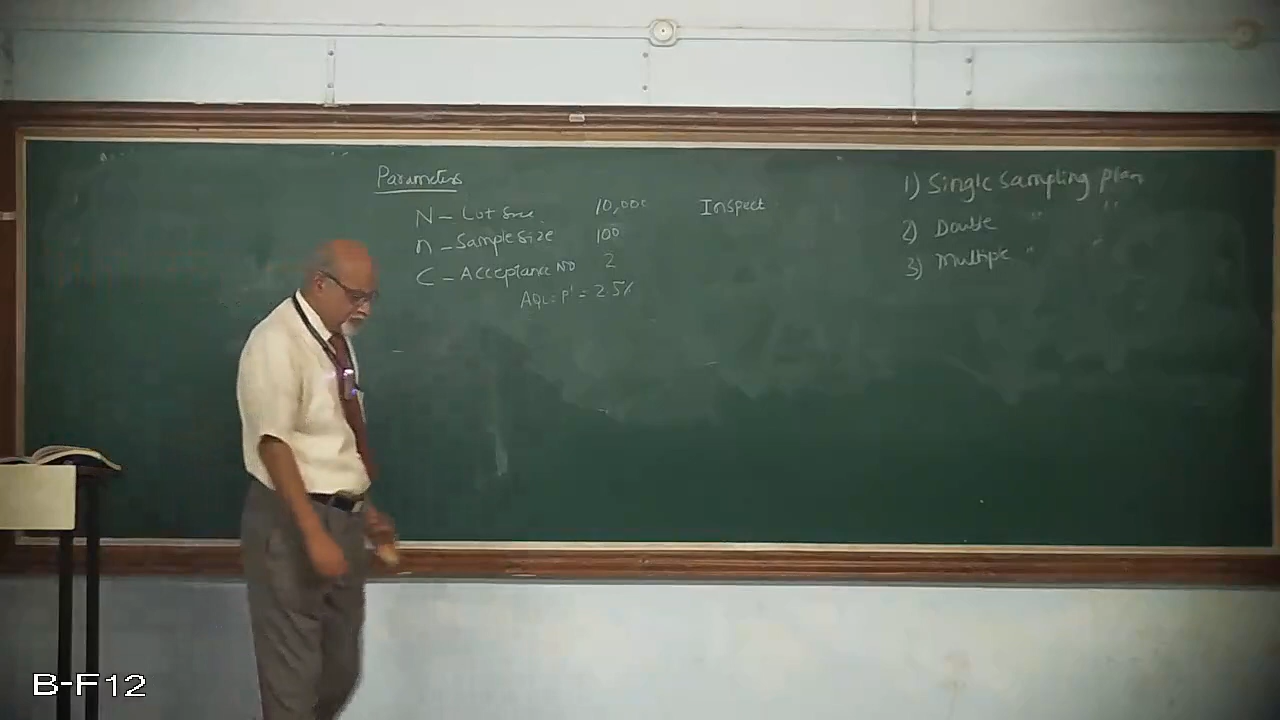 Parameters
N - Lot Size 10,000 Inspect
n - Sample Size 100
C - Acceptance No 2
AQL = P' = 2.5%
1) Single Sampling Plan
2) Double " "
3) Multiple " "
B-F12